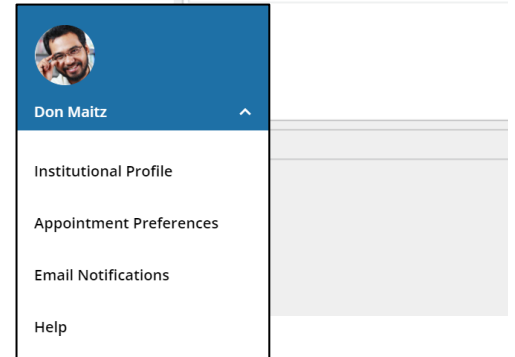 Don Maitz
Institutional Profile
Appointment Preferences
Email Notifications
Help